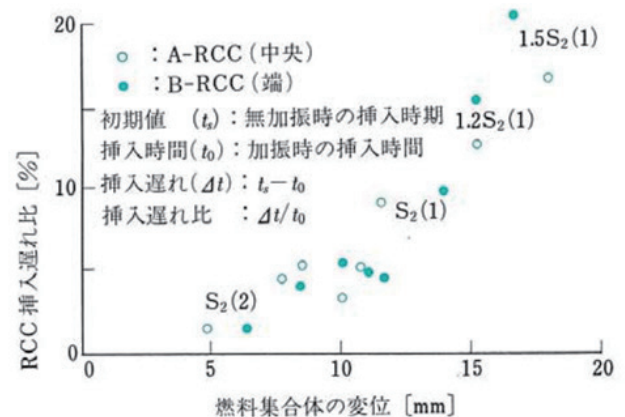 20
○ : A-RCC(中央)
● : B-RCC(端)
1.5S₂(1)
初期値 (tₛ):無加振時の挿入時期
1.2S₂(1)
挿入時間(t₀):加振時の挿入時間
挿入遅れ(Δt):tₛ−t₀
挿入遅れ比 :Δt/t₀
10
S₂(1)
S₂(2)
0
RCC挿入遅れ比 [%]
0 5 10 15 20
燃料集合体の変位 [mm]